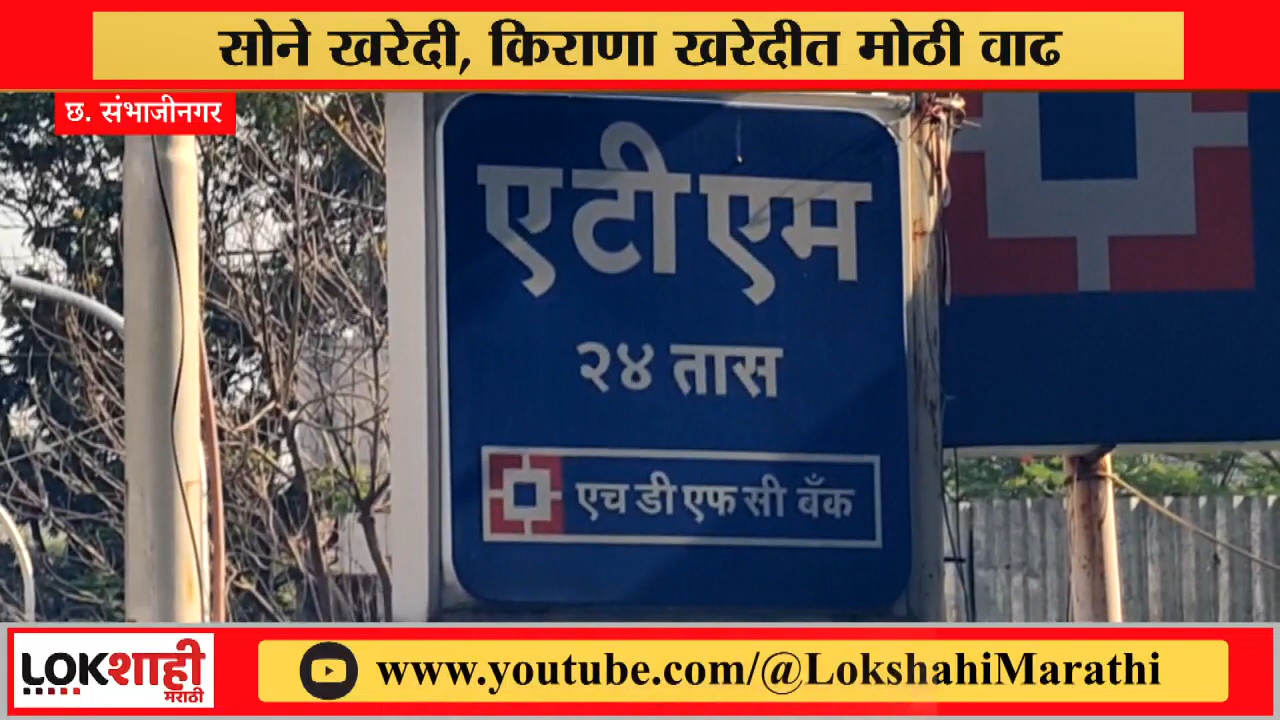 सोने खरेदी, किराणा खरेदीत मोठी वाढ
छ. संभाजीनगर
एटीएम
२४ तास
एच डी एफ सी बँक
LOKशाही
मराठी
www.youtube.com/@LokshahiMarathi